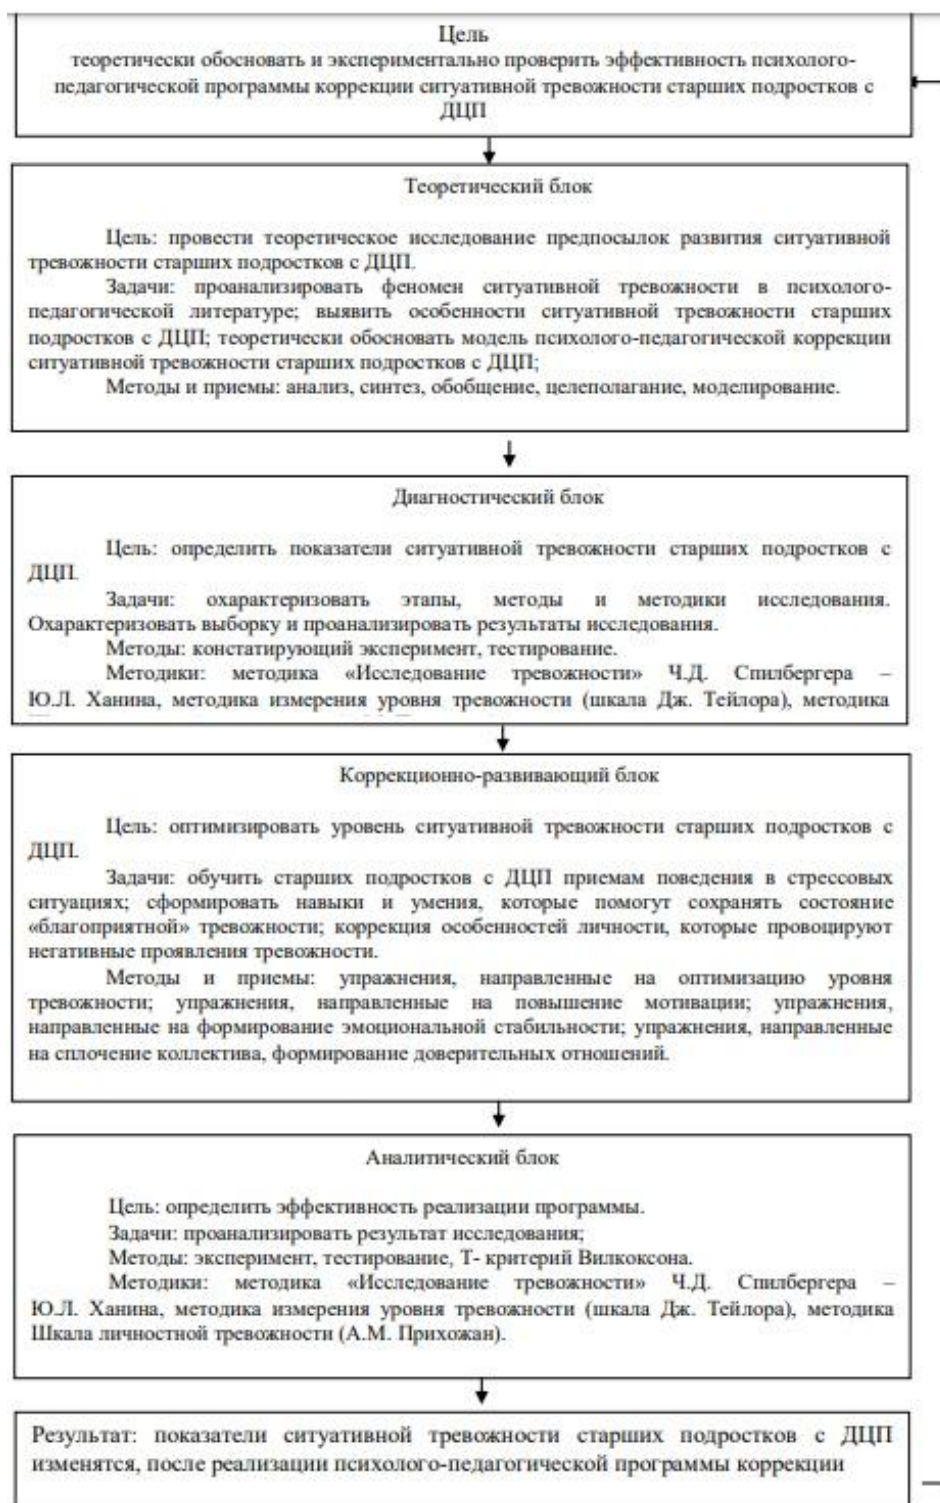 Цель
теоретически обосновать и экспериментально проверить эффективность психолого-
педагогической программы коррекции ситуативной тревожности старших подростков с
ДЦП
Теоретический блок
Цель: провести теоретическое исследование предпосылок развития ситуативной
тревожности старших подростков с ДЦП.
Задачи: проанализировать феномен ситуативной тревожности в психолого-
педагогической литературе; выявить особенности ситуативной тревожности старших
подростков с ДЦП; теоретически обосновать модель психолого-педагогической коррекции
ситуативной тревожности старших подростков с ДЦП;
Методы и приемы: анализ, синтез, обобщение, целеполагание, моделирование.
Диагностический блок
Цель: определить показатели ситуативной тревожности старших подростков с
ДЦП.
Задачи: охарактеризовать этапы, методы и методики исследования.
Охарактеризовать выборку и проанализировать результаты исследования.
Методы: констатирующий эксперимент, тестирование.
Методики: методика «Исследование тревожности» Ч.Д. Спилбергера –
Ю.Л. Ханина, методика измерения уровня тревожности (шкала Дж. Тейлора), методика
Коррекционно-развивающий блок
Цель: оптимизировать уровень ситуативной тревожности старших подростков с
ДЦП.
Задачи: обучить старших подростков с ДЦП приемам поведения в стрессовых
ситуациях; сформировать навыки и умения, которые помогут сохранять состояние
«благоприятной» тревожности; коррекция особенностей личности, которые провоцируют
негативные проявления тревожности.
Методы и приемы: упражнения, направленные на оптимизацию уровня
тревожности; упражнения, направленные на повышение мотивации; упражнения,
направленные на формирование эмоциональной стабильности; упражнения, направленные
на сплочение коллектива, формирование доверительных отношений.
Аналитический блок
Цель: определить эффективность реализации программы.
Задачи: проанализировать результат исследования;
Методы: эксперимент, тестирование, Т- критерий Вилкоксона.
Методики: методика «Исследование тревожности» Ч.Д. Спилбергера –
Ю.Л. Ханина, методика измерения уровня тревожности (шкала Дж. Тейлора), методика
Шкала личностной тревожности (А.М. Прихожан).
Результат: показатели ситуативной тревожности старших подростков с ДЦП
изменятся, после реализации психолого-педагогической программы коррекции